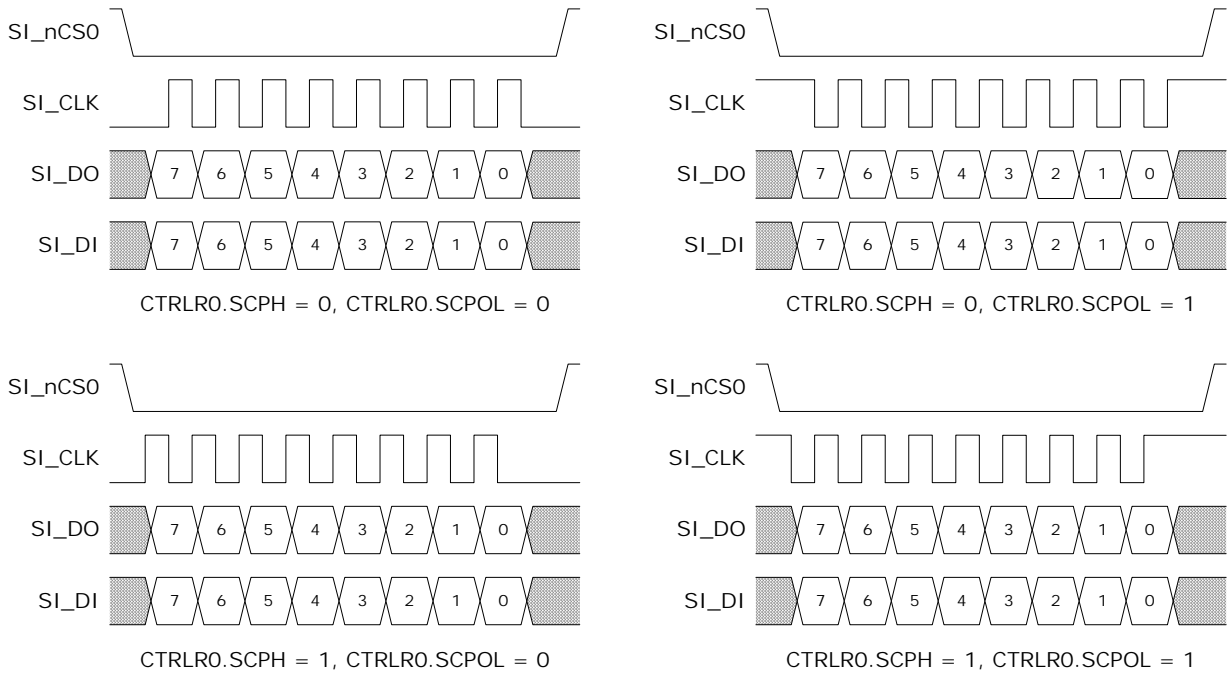 SI_nCS0
SI_CLK
SI_DO 7 6 5 4 3 2 1 0
SI_DI 7 6 5 4 3 2 1 0
CTRLR0.SCPH = 0, CTRLR0.SCPOL = 0
SI_nCS0
SI_CLK
SI_DO 7 6 5 4 3 2 1 0
SI_DI 7 6 5 4 3 2 1 0
CTRLR0.SCPH = 0, CTRLR0.SCPOL = 1
SI_nCS0
SI_CLK
SI_DO 7 6 5 4 3 2 1 0
SI_DI 7 6 5 4 3 2 1 0
CTRLR0.SCPH = 1, CTRLR0.SCPOL = 0
SI_nCS0
SI_CLK
SI_DO 7 6 5 4 3 2 1 0
SI_DI 7 6 5 4 3 2 1 0
CTRLR0.SCPH = 1, CTRLR0.SCPOL = 1